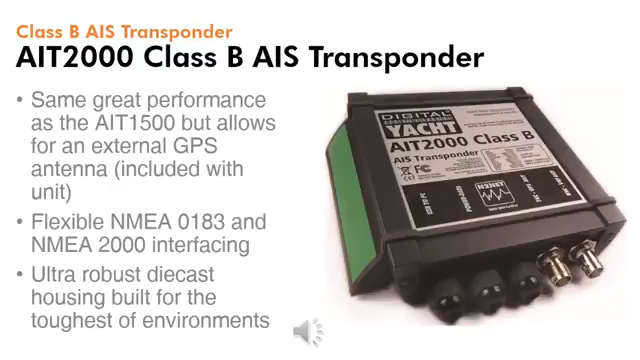 Class B AIS Transponder
AIT2000 Class B AIS Transponder
• Same great performance
as the AIT1500 but allows
for an external GPS
antenna (included with
unit)
• Flexible NMEA 0183 and
NMEA 2000 interfacing
• Ultra robust diecast
housing built for the
toughest of environments
DIGITAL
YACHT
AIT2000 Class B
AIS Transponder